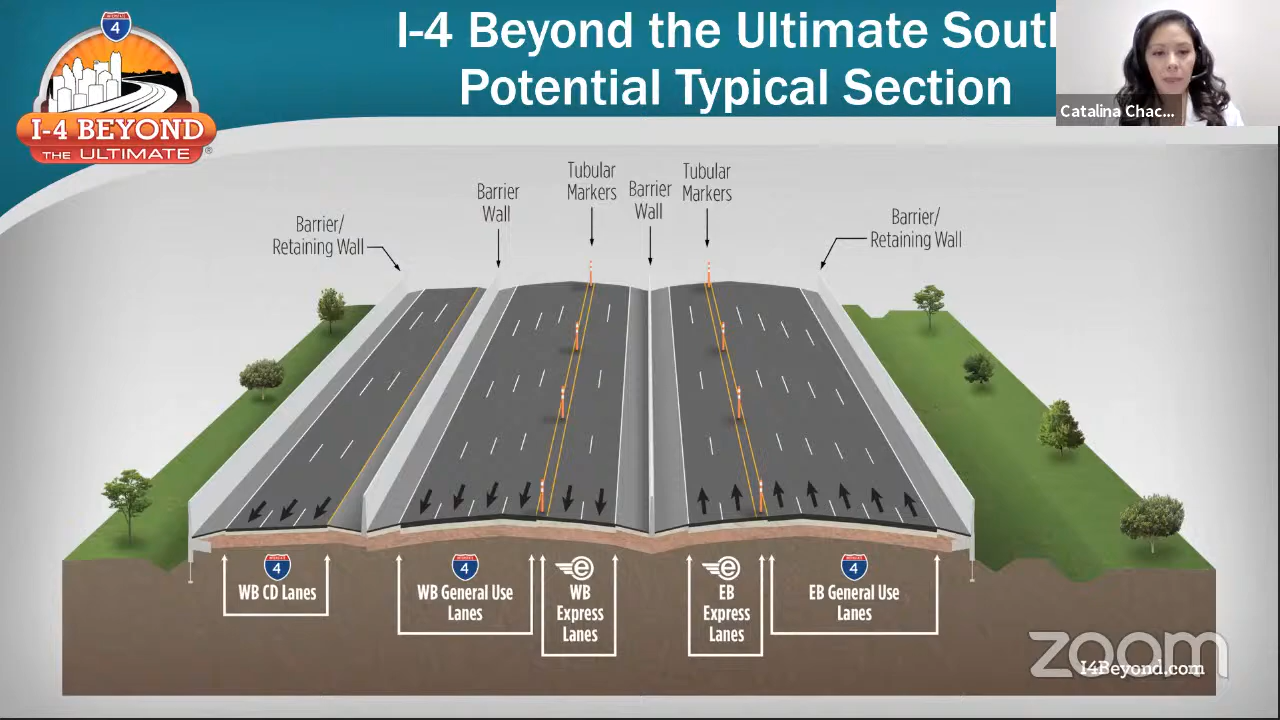 I-4 Beyond the Ultimate South
Potential Typical Section
Catalina Chac...
4
I-4 BEYOND
THE ULTIMATE®
Tubular
Markers
Tubular
Markers
Barrier
Wall
Barrier
Wall
Barrier/
Retaining Wall
Barrier/
Retaining Wall
4
WB CD Lanes
4
WB General Use
Lanes
e
WB
Express
Lanes
e
EB
Express
Lanes
4
EB General Use
Lanes
zoom
I4Beyond.com